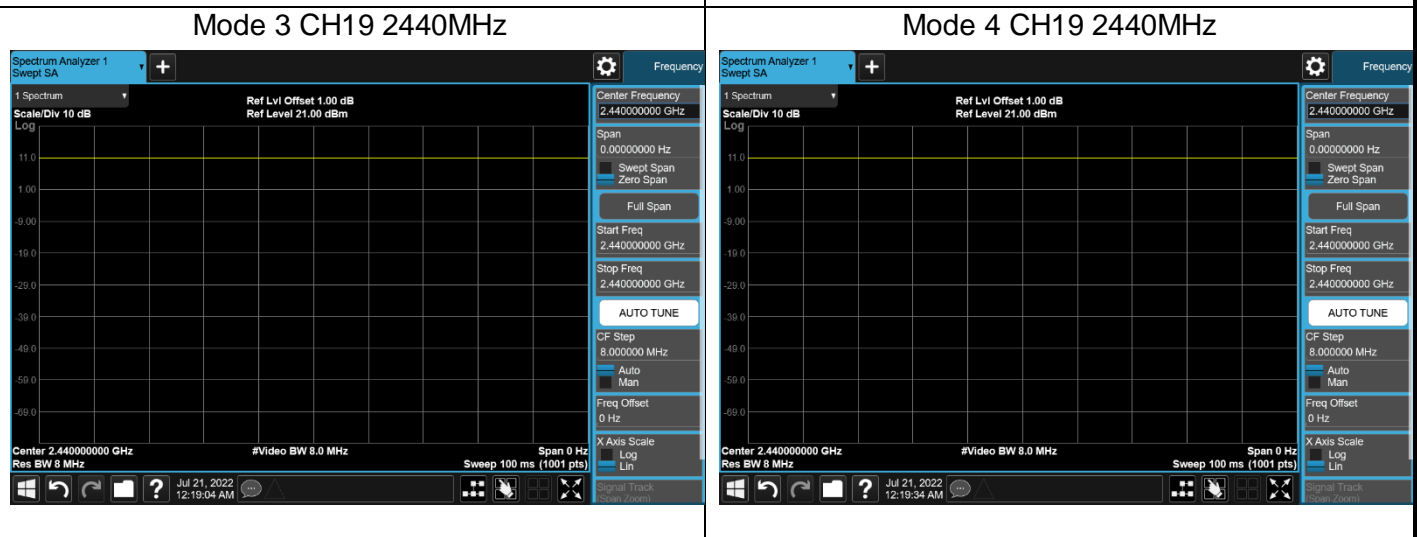 Mode 3 CH19 2440MHz
Spectrum Analyzer 1
Swept SA
Frequency
1 Spectrum
Scale/Div 10 dB
Ref Lvl Offset 1.00 dB
Ref Level 21.00 dBm
Log
11.0
1.00
-9.00
-19.0
-29.0
-39.0
-49.0
-59.0
-69.0
Center 2.440000000 GHz
#Video BW 8.0 MHz
Span 0 Hz
Res BW 8 MHz
Sweep 100 ms (1001 pts)
Center Frequency
2.440000000 GHz
Span
0.00000000 Hz
Swept Span
Zero Span
Full Span
Start Freq
2.440000000 GHz
Stop Freq
2.440000000 GHz
AUTO TUNE
CF Step
8.000000 MHz
Auto
Man
Freq Offset
0 Hz
X Axis Scale
Log
Lin
Signal Track
(Span Zoom)
?
Jul 21, 2022
12:19:04 AM
Mode 4 CH19 2440MHz
Spectrum Analyzer 1
Swept SA
Frequency
1 Spectrum
Scale/Div 10 dB
Ref Lvl Offset 1.00 dB
Ref Level 21.00 dBm
Log
11.0
1.00
-9.00
-19.0
-29.0
-39.0
-49.0
-59.0
-69.0
Center 2.440000000 GHz
#Video BW 8.0 MHz
Span 0 Hz
Res BW 8 MHz
Sweep 100 ms (1001 pts)
Center Frequency
2.440000000 GHz
Span
0.00000000 Hz
Swept Span
Zero Span
Full Span
Start Freq
2.440000000 GHz
Stop Freq
2.440000000 GHz
AUTO TUNE
CF Step
8.000000 MHz
Auto
Man
Freq Offset
0 Hz
X Axis Scale
Log
Lin
Signal Track
(Span Zoom)
?
Jul 21, 2022
12:19:34 AM